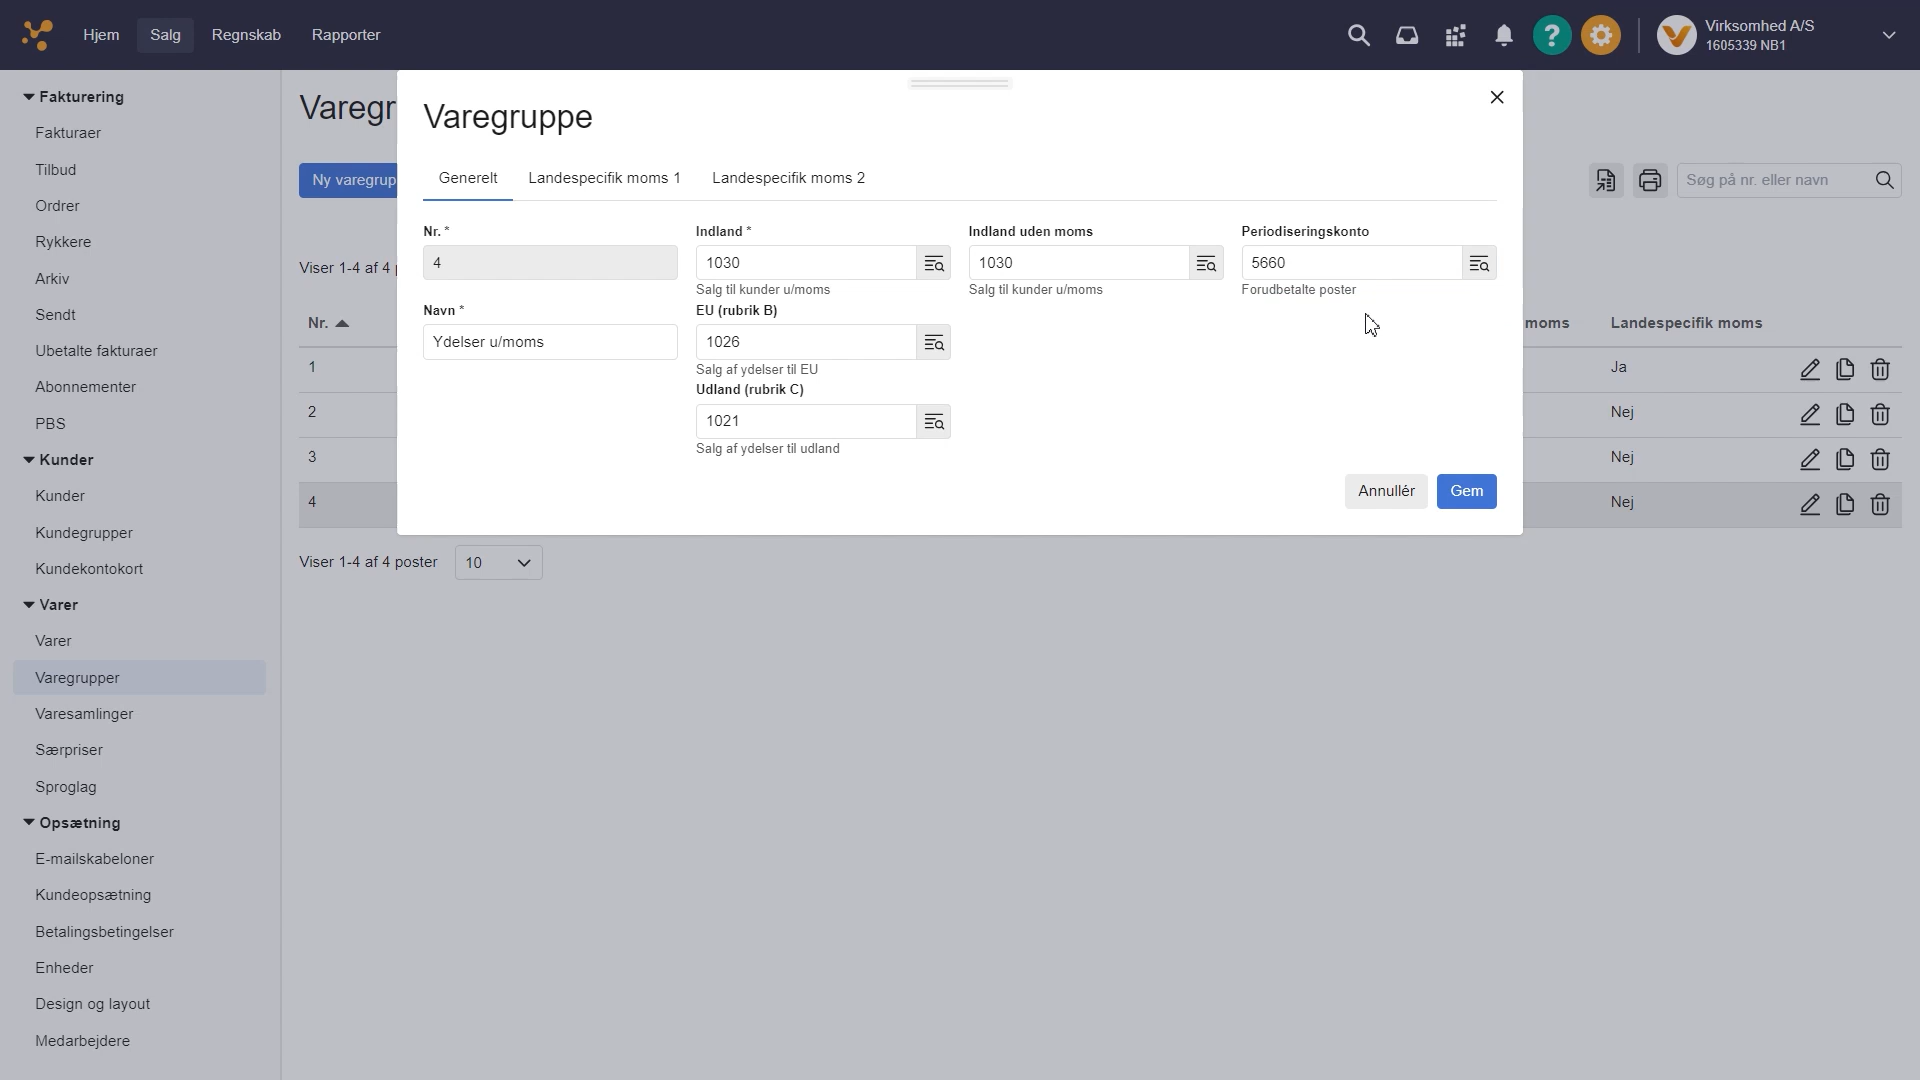 Hjem
Salg
Regnskab
Rapporter
?
Virksomhed A/S
1605339 NB1
Fakturering
Fakturaer
Tilbud
Ordrer
Rykkere
Arkiv
Sendt
Ubetalte fakturaer
Abonnementer
PBS
Kunder
Kunder
Kundegrupper
Kundekontokort
Varer
Varer
Varegrupper
Varesamlinger
Særpriser
Sproglag
Opsætning
E-mailskabeloner
Kundeopsætning
Betalingsbetingelser
Enheder
Design og layout
Medarbejdere
Varegr
Ny varegrup
Søg på nr. eller navn
Viser 1-4 af 4
Nr.
moms
Landespecifik moms
1
Ja
2
Nej
3
Nej
4
Nej
Viser 1-4 af 4 poster
10
Varegruppe
Generelt
Landespecifik moms 1
Landespecifik moms 2
Nr. *
4
Navn *
Ydelser u/moms
Indland *
1030
Salg til kunder u/moms
EU (rubrik B)
1026
Salg af ydelser til EU
Udland (rubrik C)
1021
Salg af ydelser til udland
Indland uden moms
1030
Salg til kunder u/moms
Periodiseringskonto
5660
Forudbetalte poster
Annullér
Gem